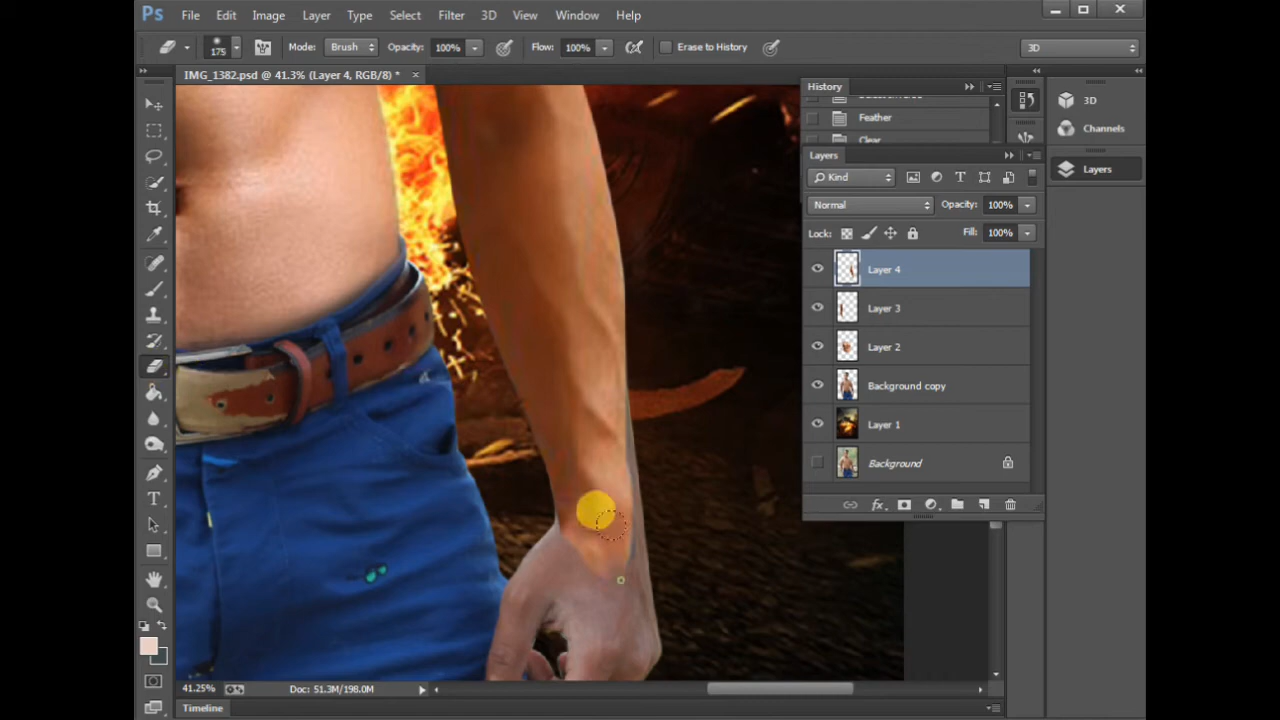 Ps File Edit Image Layer Type Select Filter 3D View Window Help
175 Mode: Brush Opacity: 100% Flow: 100% Erase to History 3D
IMG_1382.psd @ 41.3% (Layer 4, RGB/8) * ×
History
Feather
Clear
Layers
Kind
Normal Opacity: 100%
Lock: Fill: 100%
Layer 4
Layer 3
Layer 2
Background copy
Layer 1
Background
fx
3D
Channels
Layers
41.25% Doc: 51.3M/198.0M
Timeline